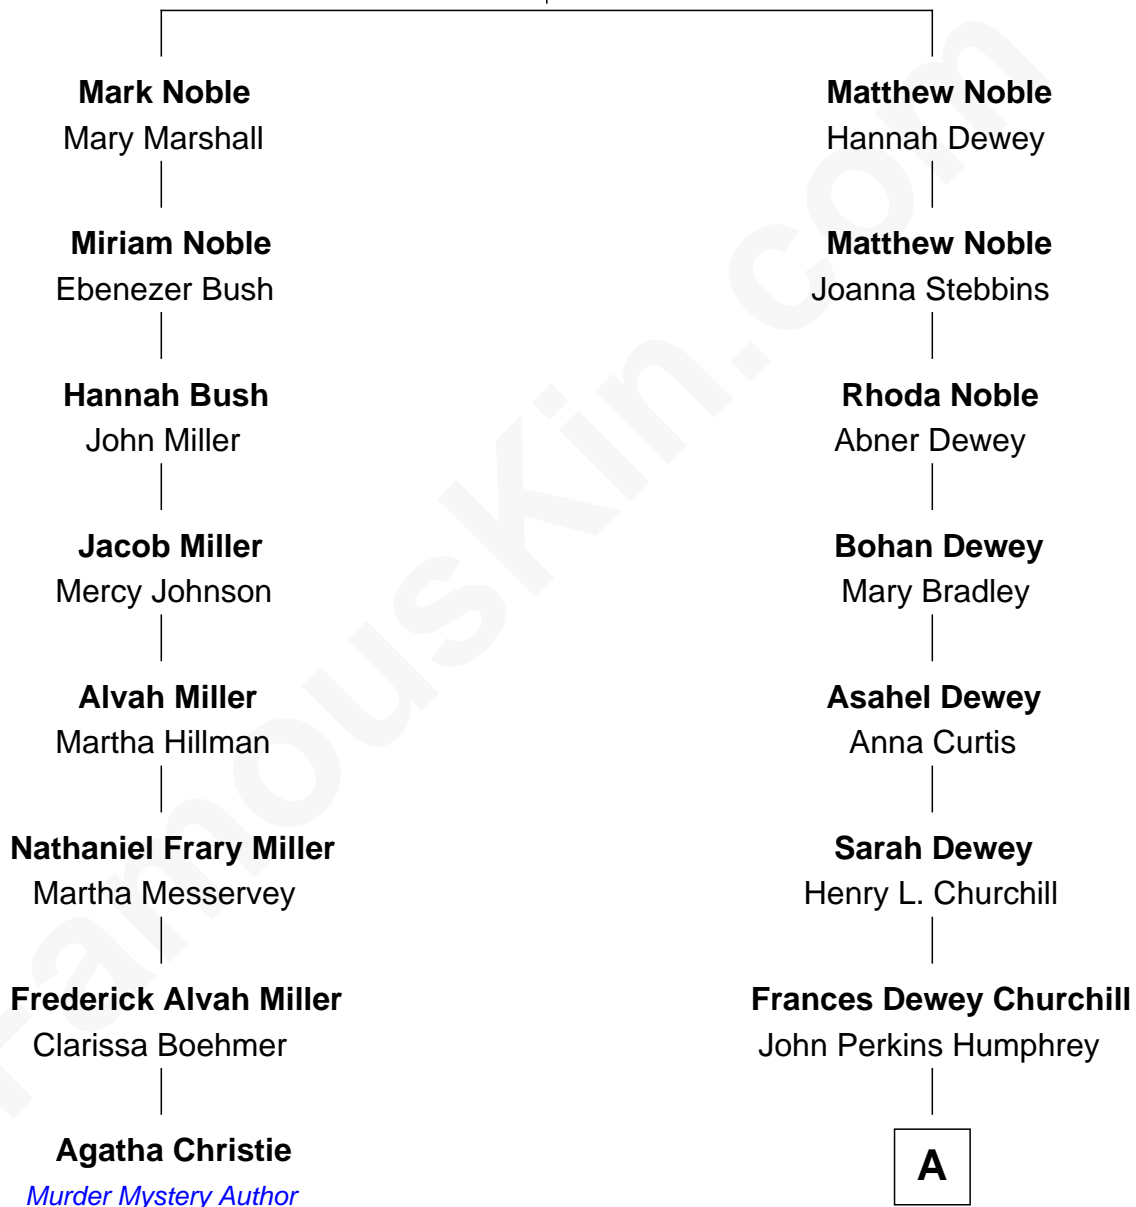 Mark Noble
Mary Marshall
Miriam Noble
Ebenezer Bush
Hannah Bush
John Miller
Jacob Miller
Mercy Johnson
Alvah Miller
Martha Hillman
Nathaniel Frary Miller
Martha Messervey
Frederick Alvah Miller
Clarissa Boehmer
Agatha Christie
Murder Mystery Author
Matthew Noble
Hannah Dewey
Matthew Noble
Joanna Stebbins
Rhoda Noble
Abner Dewey
Bohan Dewey
Mary Bradley
Asahel Dewey
Anna Curtis
Sarah Dewey
Henry L. Churchill
Frances Dewey Churchill
John Perkins Humphrey
A
FamousKin.com